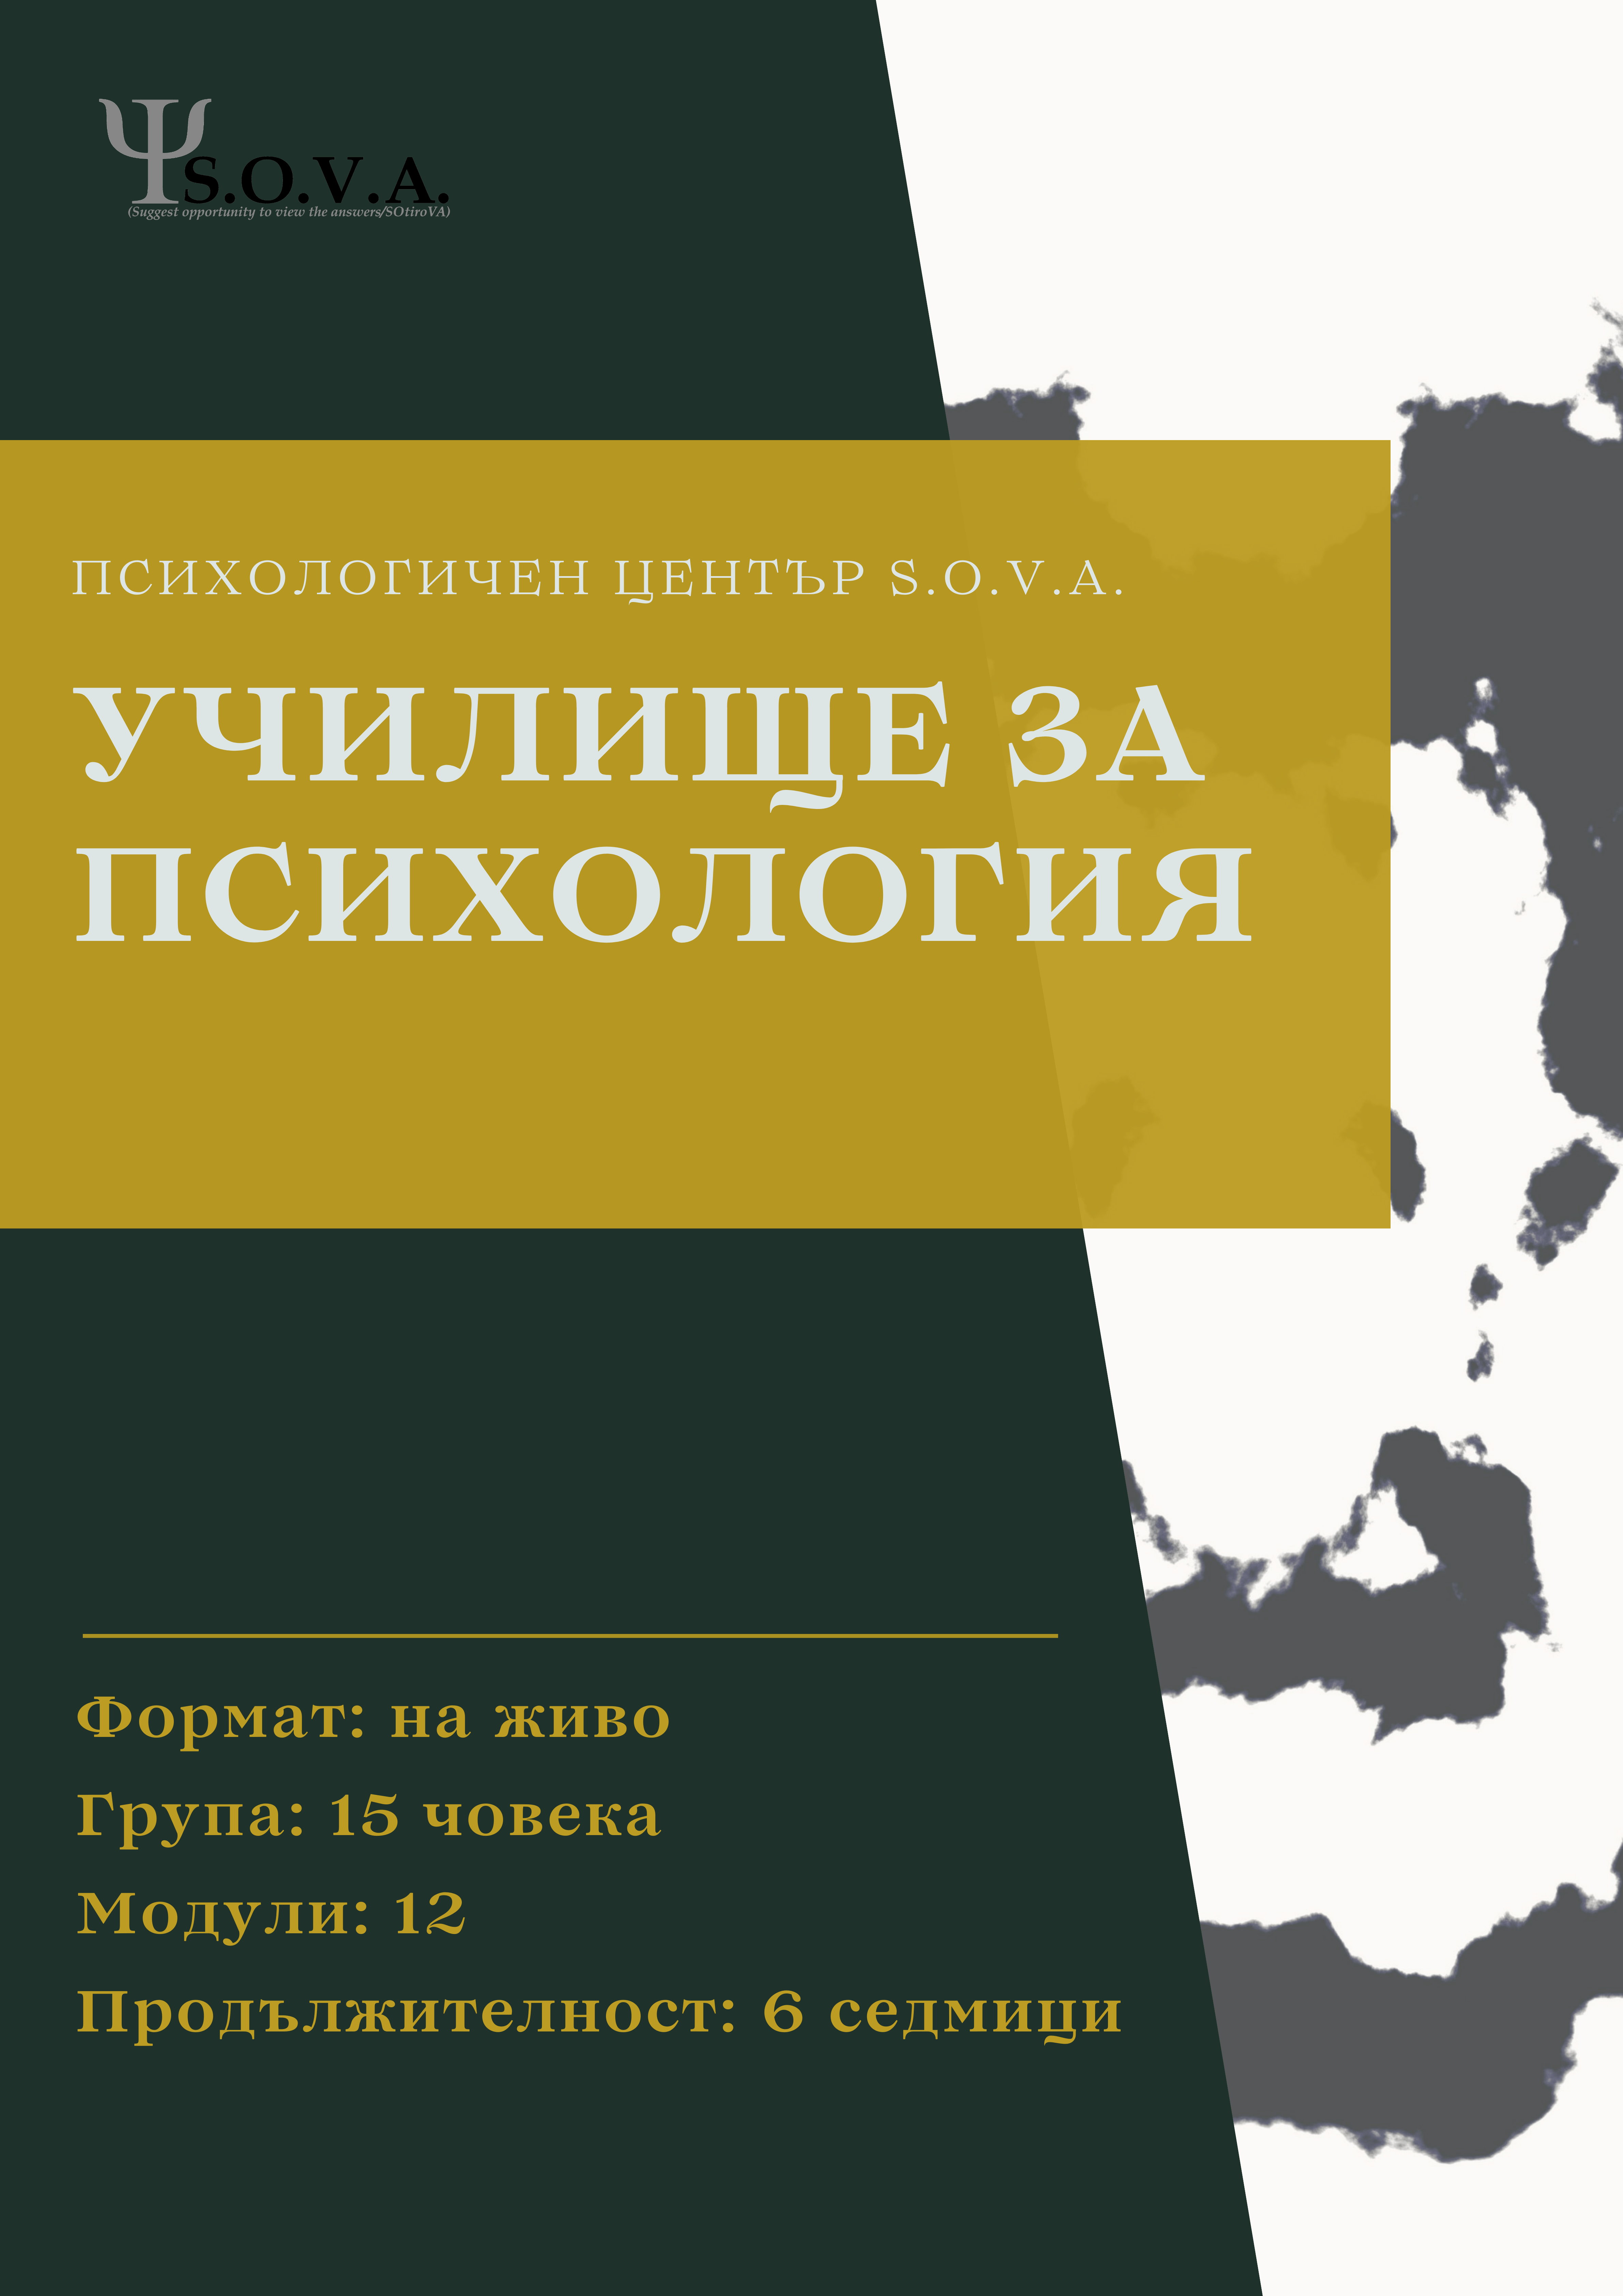 Ψ S.O.V.A.
(Suggest opportunity to view the answers/SOtiroVA)
ПСИХОЛОГИЧЕН ЦЕНТЪР S.O.V.A.
УЧИЛИЩЕ ЗА
ПСИХОЛОГИЯ
Формат: на живо
Група: 15 човека
Модули: 12
Продължителност: 6 седмици